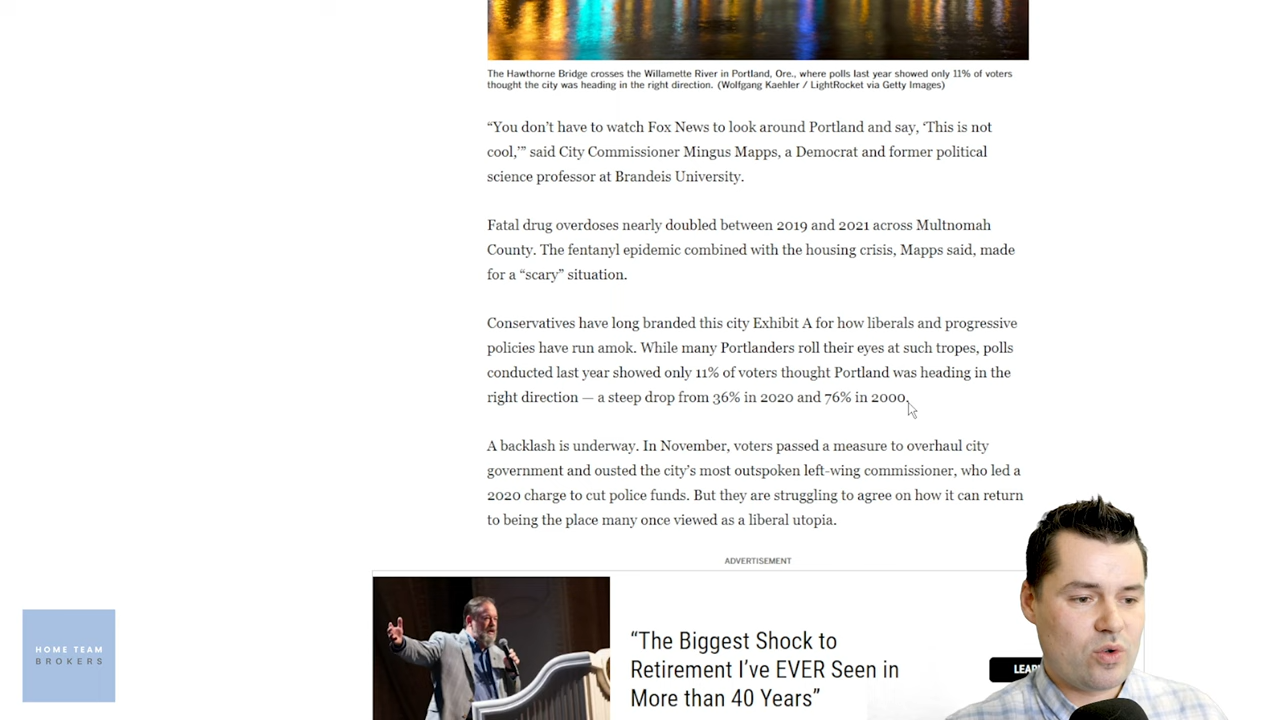 The Hawthorne Bridge crosses the Willamette River in Portland, Ore., where polls last year showed only 11% of voters
thought the city was heading in the right direction. (Wolfgang Kaehler / LightRocket via Getty Images)
“You don’t have to watch Fox News to look around Portland and say, ‘This is not
cool,’” said City Commissioner Mingus Mapps, a Democrat and former political
science professor at Brandeis University.
Fatal drug overdoses nearly doubled between 2019 and 2021 across Multnomah
County. The fentanyl epidemic combined with the housing crisis, Mapps said, made
for a “scary” situation.
Conservatives have long branded this city Exhibit A for how liberals and progressive
policies have run amok. While many Portlanders roll their eyes at such tropes, polls
conducted last year showed only 11% of voters thought Portland was heading in the
right direction — a steep drop from 36% in 2020 and 76% in 2000.
A backlash is underway. In November, voters passed a measure to overhaul city
government and ousted the city’s most outspoken left-wing commissioner, who led a
2020 charge to cut police funds. But they are struggling to agree on how it can return
to being the place many once viewed as a liberal utopia.
ADVERTISEMENT
“The Biggest Shock to
Retirement I’ve EVER Seen in
More than 40 Years”
HOME TEAM
BROKERS